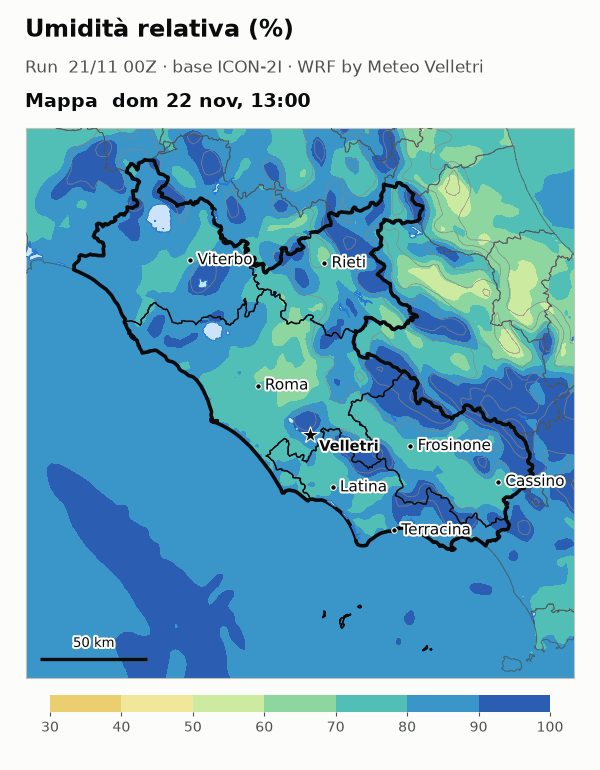 Umidità relativa (%)
Run  21/11 00Z · base ICON-2I · WRF by Meteo Velletri
Mappa  dom 22 nov, 13:00
Viterbo
Rieti
Roma
Velletri
Frosinone
Cassino
Latina
Terracina
50 km
30 40 50 60 70 80 90 100